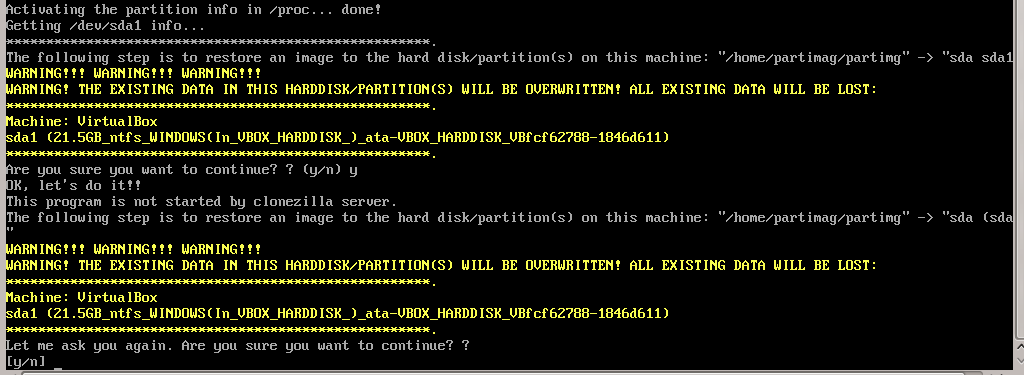 Activating the partition info in /proc... done!
Getting /dev/sda1 info...
*****************************************************.
The following step is to restore an image to the hard disk/partition(s) on this machine: "/home/partimag/partimg" -> "sda sda1
WARNING!!! WARNING!!! WARNING!!!
WARNING! THE EXISTING DATA IN THIS HARDDISK/PARTITION(S) WILL BE OVERWRITTEN! ALL EXISTING DATA WILL BE LOST:
*****************************************************.
Machine: VirtualBox
sda1 (21.5GB_ntfs_WINDOWS(In_VBOX_HARDDISK_)_ata-VBOX_HARDDISK_VBfcf62788-1846d611)
*****************************************************.
Are you sure you want to continue? ? (y/n) y
OK, let's do it!!
This program is not started by clonezilla server.
The following step is to restore an image to the hard disk/partition(s) on this machine: "/home/partimag/partimg" -> "sda (sda
"
WARNING!!! WARNING!!! WARNING!!!
WARNING! THE EXISTING DATA IN THIS HARDDISK/PARTITION(S) WILL BE OVERWRITTEN! ALL EXISTING DATA WILL BE LOST:
*****************************************************.
Machine: VirtualBox
sda1 (21.5GB_ntfs_WINDOWS(In_VBOX_HARDDISK_)_ata-VBOX_HARDDISK_VBfcf62788-1846d611)
*****************************************************.
Let me ask you again. Are you sure you want to continue? ?
[y/n] _